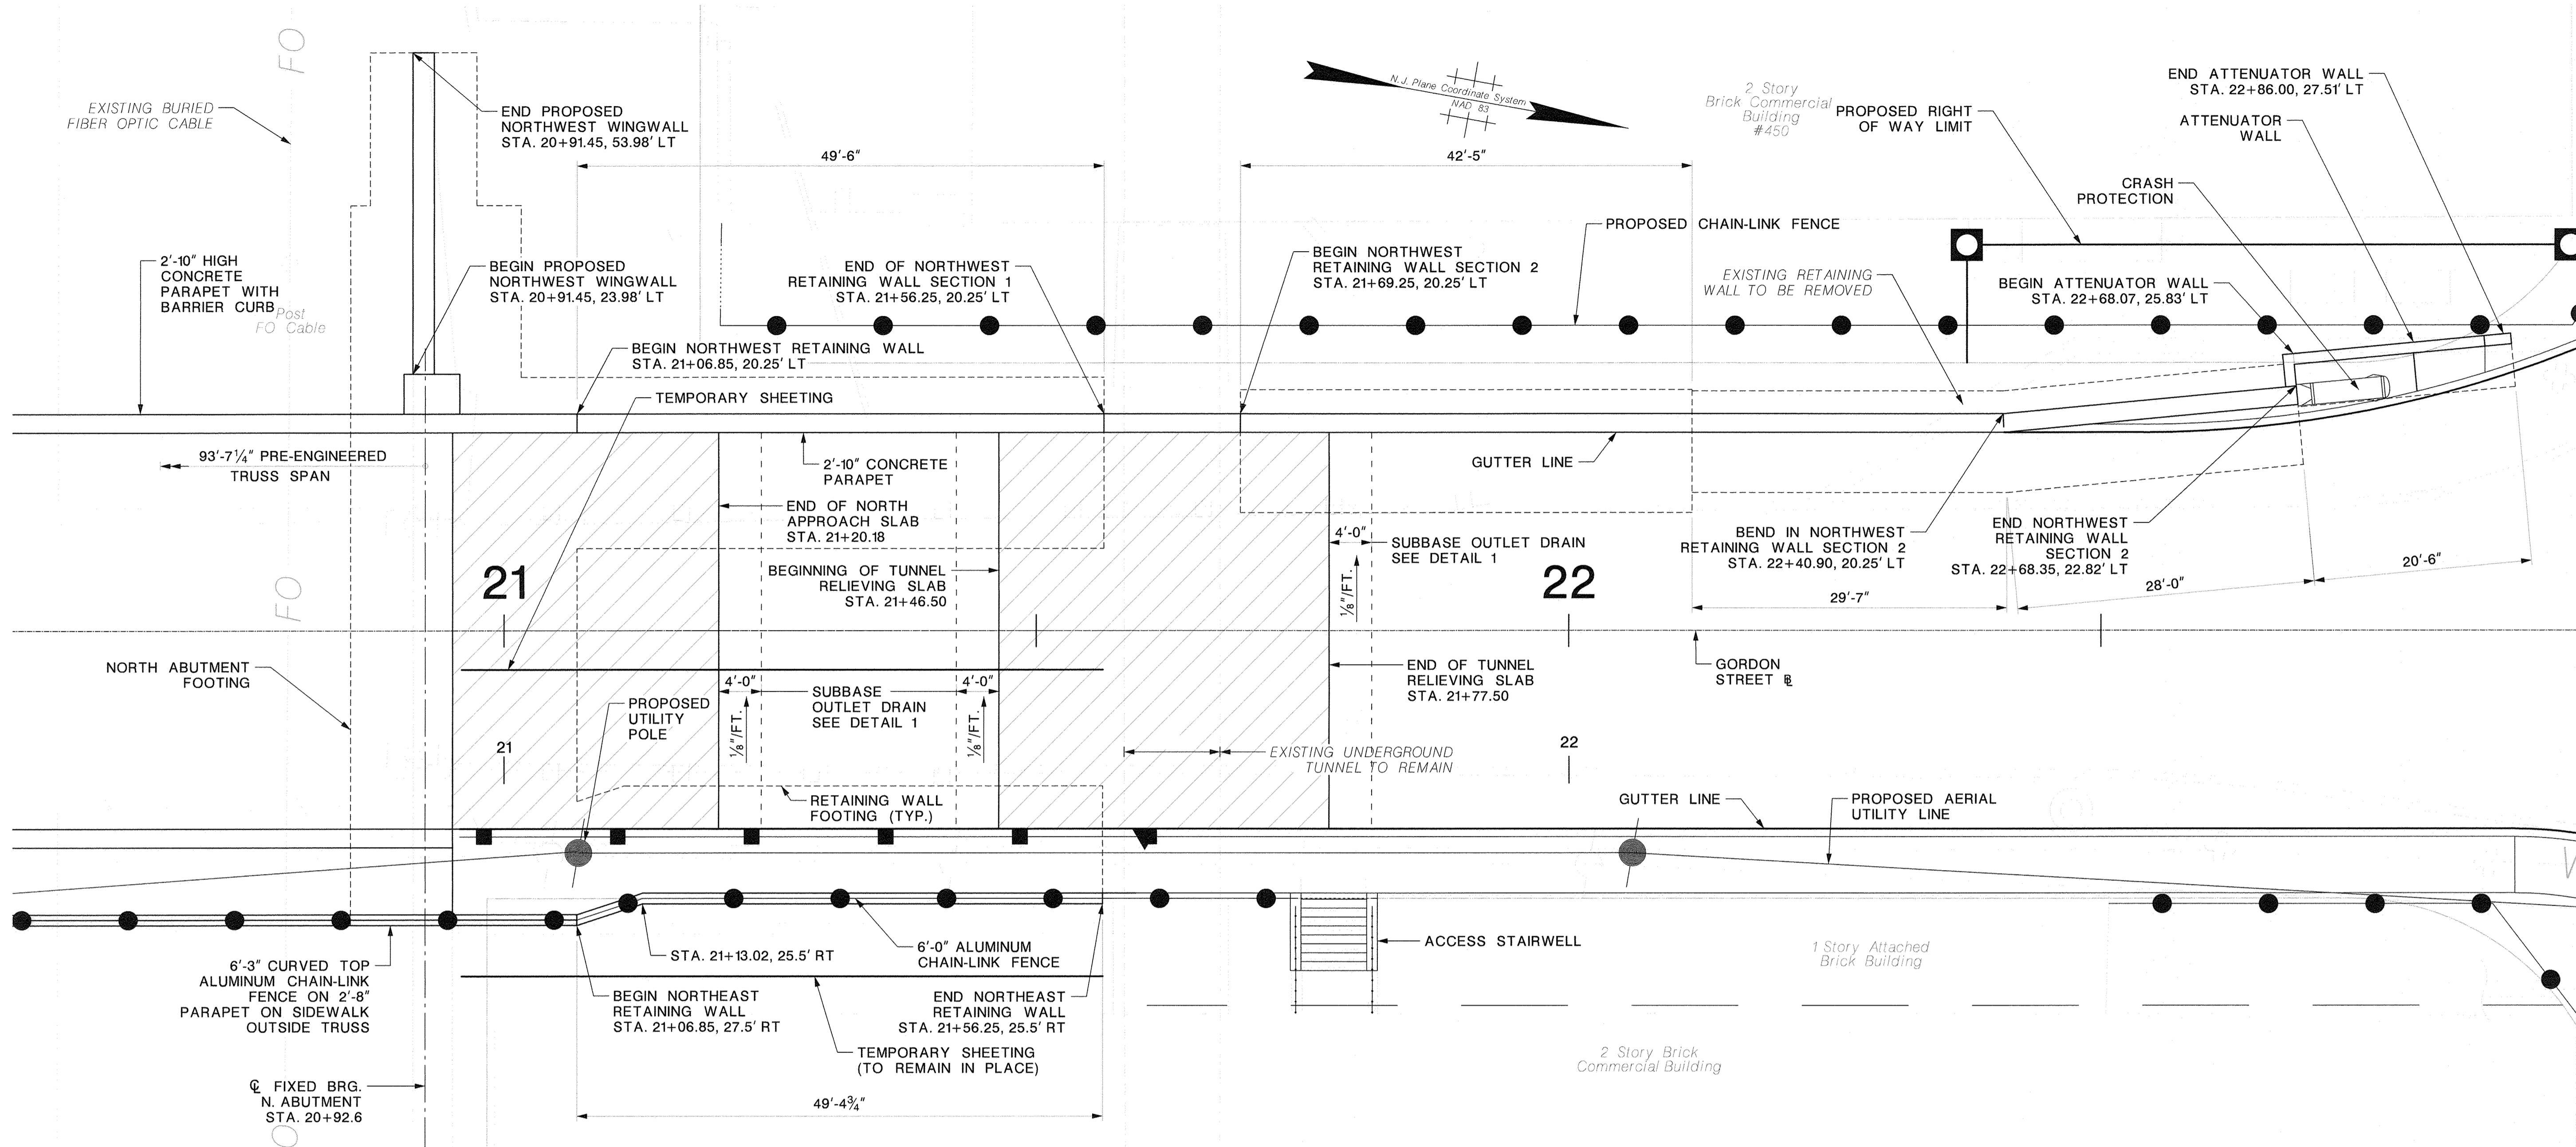 FO
EXISTING BURIED
FIBER OPTIC CABLE
END PROPOSED
NORTHWEST WINGWALL
STA. 20+91.45, 53.98' LT
49'-6"
N.J. Plane Coordinate System
NAD 83
42'-5"
2 Story
Brick Commercial
Building
#450
PROPOSED RIGHT
OF WAY LIMIT
END ATTENUATOR WALL
STA. 22+86.00, 27.51' LT
ATTENUATOR
WALL
CRASH
PROTECTION
2'-10" HIGH
CONCRETE
PARAPET WITH
BARRIER CURB
Post
FO Cable
BEGIN PROPOSED
NORTHWEST WINGWALL
STA. 20+91.45, 23.98' LT
END OF NORTHWEST
RETAINING WALL SECTION 1
STA. 21+56.25, 20.25' LT
BEGIN NORTHWEST
RETAINING WALL SECTION 2
STA. 21+69.25, 20.25' LT
PROPOSED CHAIN-LINK FENCE
EXISTING RETAINING
WALL TO BE REMOVED
BEGIN ATTENUATOR WALL
STA. 22+68.07, 25.83' LT
BEGIN NORTHWEST RETAINING WALL
STA. 21+06.85, 20.25' LT
TEMPORARY SHEETING
93'-7 1/4" PRE-ENGINEERED
TRUSS SPAN
2'-10" CONCRETE
PARAPET
GUTTER LINE
END OF NORTH
APPROACH SLAB
STA. 21+20.18
4'-0"
SUBBASE OUTLET DRAIN
SEE DETAIL 1
BEND IN NORTHWEST
RETAINING WALL SECTION 2
STA. 22+40.90, 20.25' LT
END NORTHWEST
RETAINING WALL
SECTION 2
STA. 22+68.35, 22.82' LT
20'-6"
28'-0"
29'-7"
FO
21
BEGINNING OF TUNNEL
RELIEVING SLAB
STA. 21+46.50
1/8"/FT.
22
NORTH ABUTMENT
FOOTING
END OF TUNNEL
RELIEVING SLAB
STA. 21+77.50
GORDON
STREET BL
4'-0"
SUBBASE
OUTLET DRAIN
SEE DETAIL 1
4'-0"
1/8"/FT.
1/8"/FT.
PROPOSED
UTILITY
POLE
21
22
EXISTING UNDERGROUND
TUNNEL TO REMAIN
RETAINING WALL
FOOTING (TYP.)
GUTTER LINE
PROPOSED AERIAL
UTILITY LINE
6'-3" CURVED TOP
ALUMINUM CHAIN-LINK
FENCE ON 2'-8"
PARAPET ON SIDEWALK
OUTSIDE TRUSS
STA. 21+13.02, 25.5' RT
6'-0" ALUMINUM
CHAIN-LINK FENCE
ACCESS STAIRWELL
1 Story Attached
Brick Building
BEGIN NORTHEAST
RETAINING WALL
STA. 21+06.85, 27.5' RT
END NORTHEAST
RETAINING WALL
STA. 21+56.25, 25.5' RT
TEMPORARY SHEETING
(TO REMAIN IN PLACE)
2 Story Brick
Commercial Building
CL FIXED BRG.
N. ABUTMENT
STA. 20+92.6
49'-4 3/4"